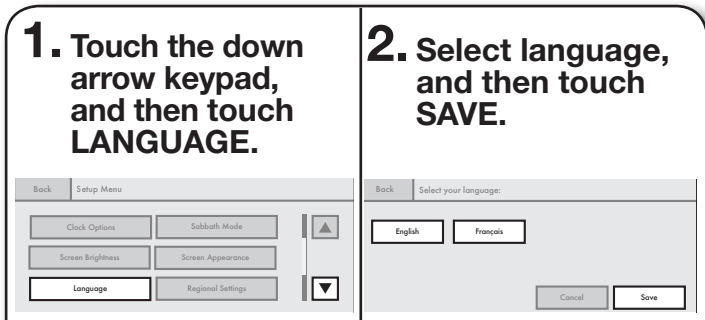 1. Touch the down
arrow keypad,
and then touch
LANGUAGE.
Back Setup Menu
Clock Options Sabbath Mode
Screen Brightness Screen Appearance
Language Regional Settings
2. Select language,
and then touch
SAVE.
Back Select your language:
English Français
Cancel Save